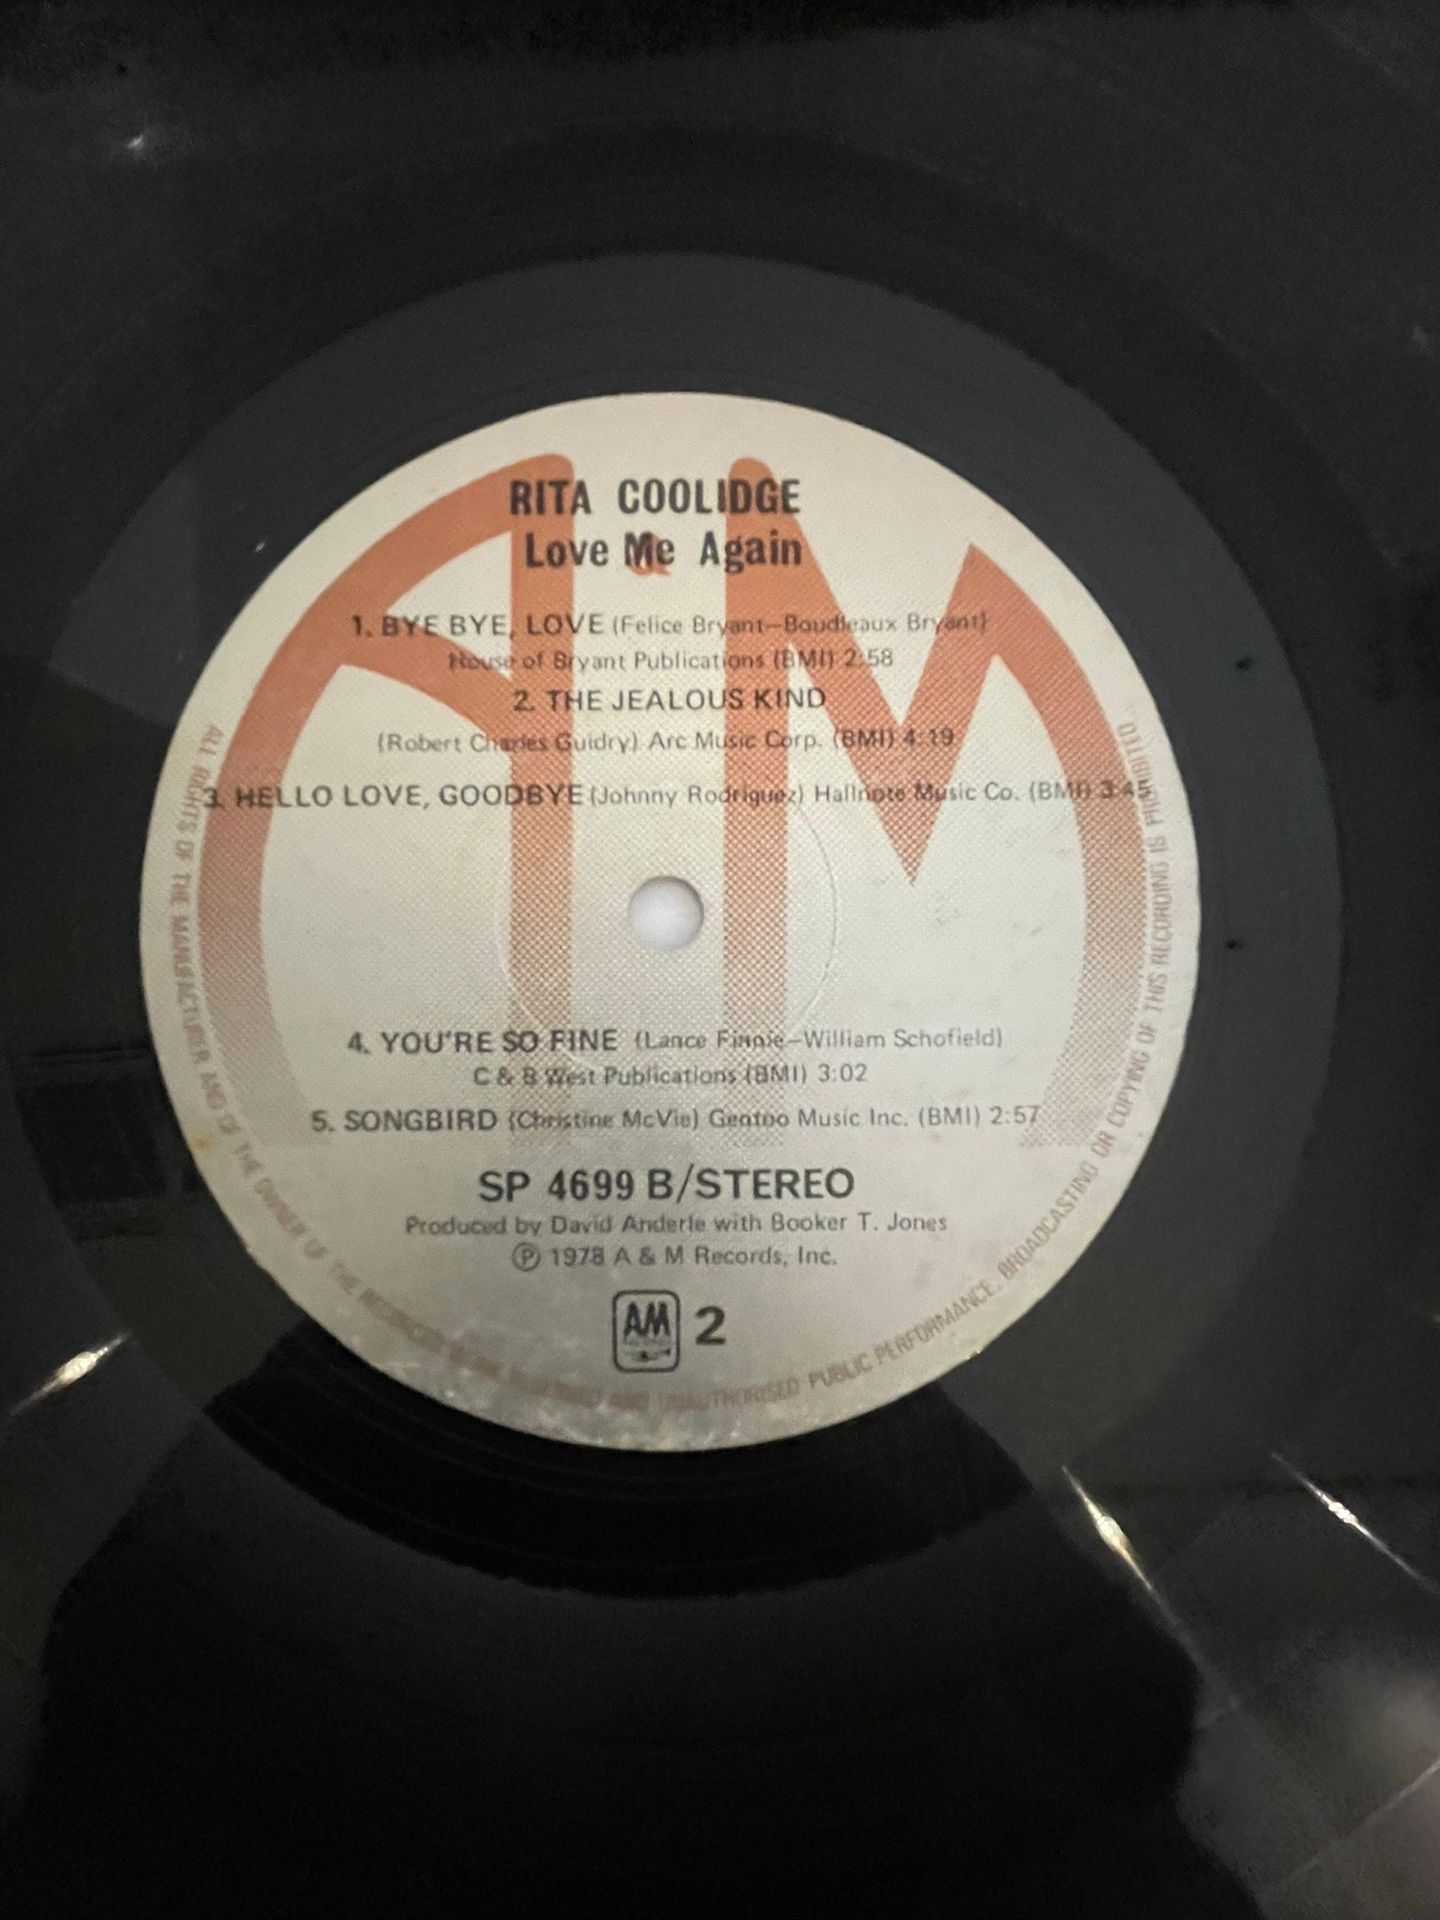 RITA COOLIDGE
Love Me Again
1. BYE BYE, LOVE (Felice Bryant-Boudleaux Bryant)
House of Bryant Publications (BMI) 2:58
2. THE JEALOUS KIND
(Robert Charles Guidry) Arc Music Corp. (BMI) 4:19
3. HELLO LOVE, GOODBYE (Johnny Rodriguez) Hallnote Music Co. (BMI) 3:45
4. YOU'RE SO FINE (Lance Finnie-William Schofield)
C & B West Publications (BMI) 3:02
5. SONGBIRD (Christine McVie) Gentoo Music Inc. (BMI) 2:57
SP 4699 B/STEREO
Produced by David Anderle with Booker T. Jones
Ⓟ 1978 A & M Records, Inc.
AM 2
ALL RIGHTS OF THE MANUFACTURER AND OF THE OWNER OF THE RECORDED WORK RESERVED AND UNAUTHORISED PUBLIC PERFORMANCE, BROADCASTING OR COPYING OF THIS RECORDING IS PROHIBITED
AM